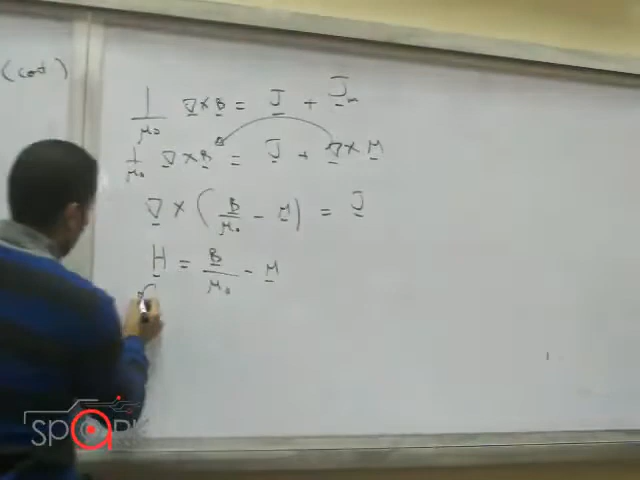 (cont)
1/μ₀ ∇ × B = J + Jm
1/μ₀ ∇ × B = J + ∇ × M
∇ × (B/μ₀ − M) = J
H = B/μ₀ − M
SPARK